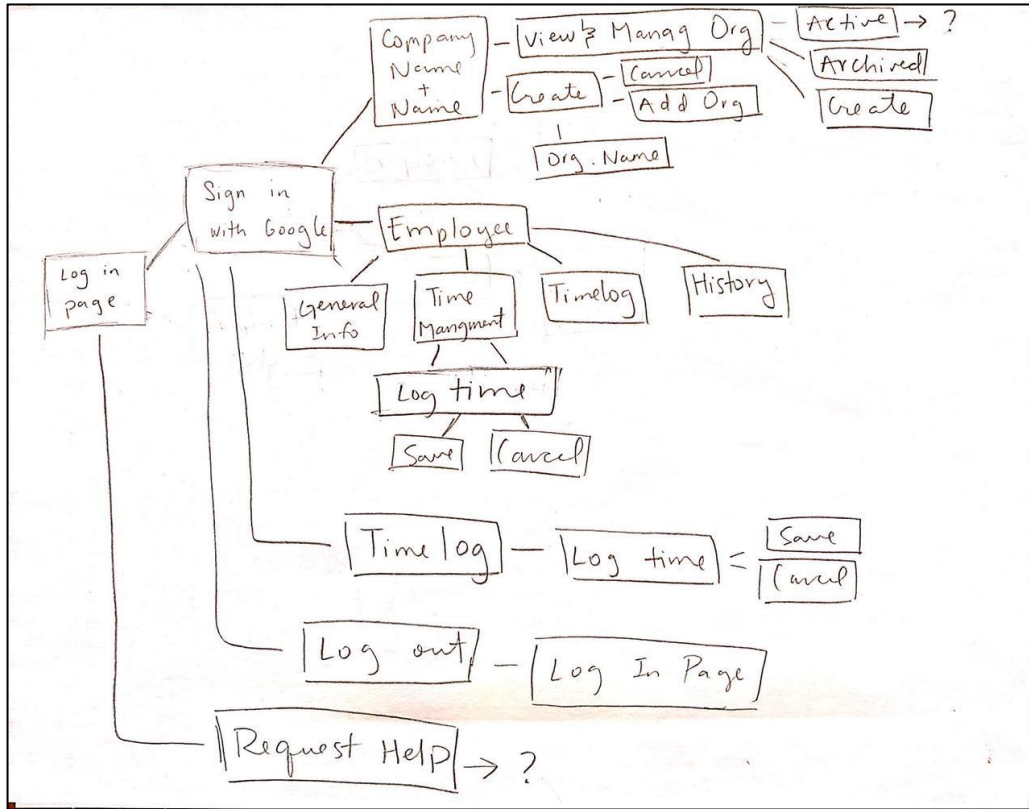 Company
Name
+
Name
View & Manag Org
Active → ?
Archived
Create
Create
Cancel
Add Org
Org. Name
Sign in
with Google
Employee
Log in
page
General
Info
Time
Mangment
Timelog
History
Log time
Save
Cancel
Timelog
Log time
Save
Cancel
Log out
Log In Page
Request Help → ?